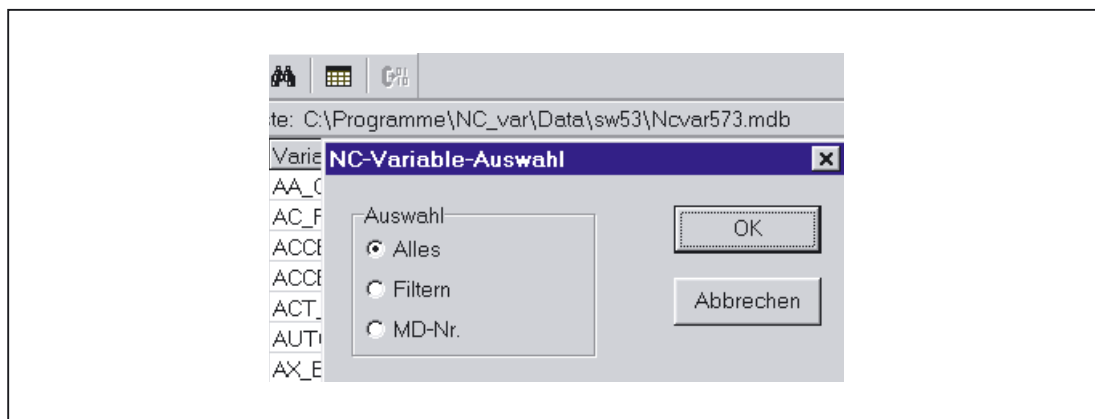 te: C:\Programme\NC_var\Data\sw53\Ncvar573.mdb
Varia
NC-Variable-Auswahl
AA_
AC_F
ACCE
ACCE
ACT_
AUT
AX_E
Auswahl
Alles
Filtern
MD-Nr.
OK
Abbrechen